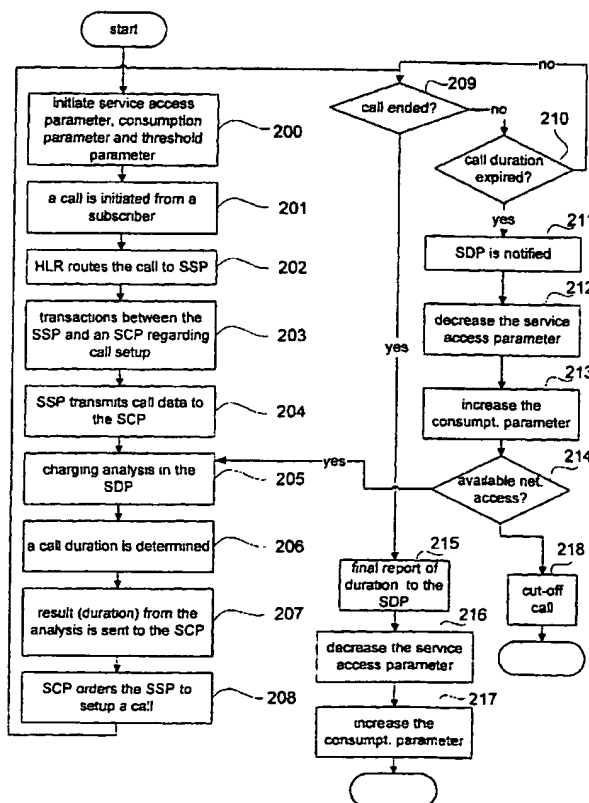 start
initiate service access
parameter, consumption
parameter and threshold
parameter
200
a call is initiated from a
subscriber
201
HLR routes the call to SSP
202
transactions between the
SSP and an SCP regarding
call setup
203
SSP transmits call data to
the SCP
204
charging analysis in the
SDP
205
a call duration is determined
206
result (duration) from the
analysis is sent to the SCP
207
SCP orders the SSP to
setup a call
208
call ended?
209
no
no
call duration
expired?
210
yes
SDP is notified
211
decrease the service
access parameter
212
increase the
consumpt. parameter
213
available net.
access?
214
yes
yes
cut-off
call
218
final report of
duration to the
SDP
215
decrease the service
access parameter
216
increase the
consumpt. parameter
217